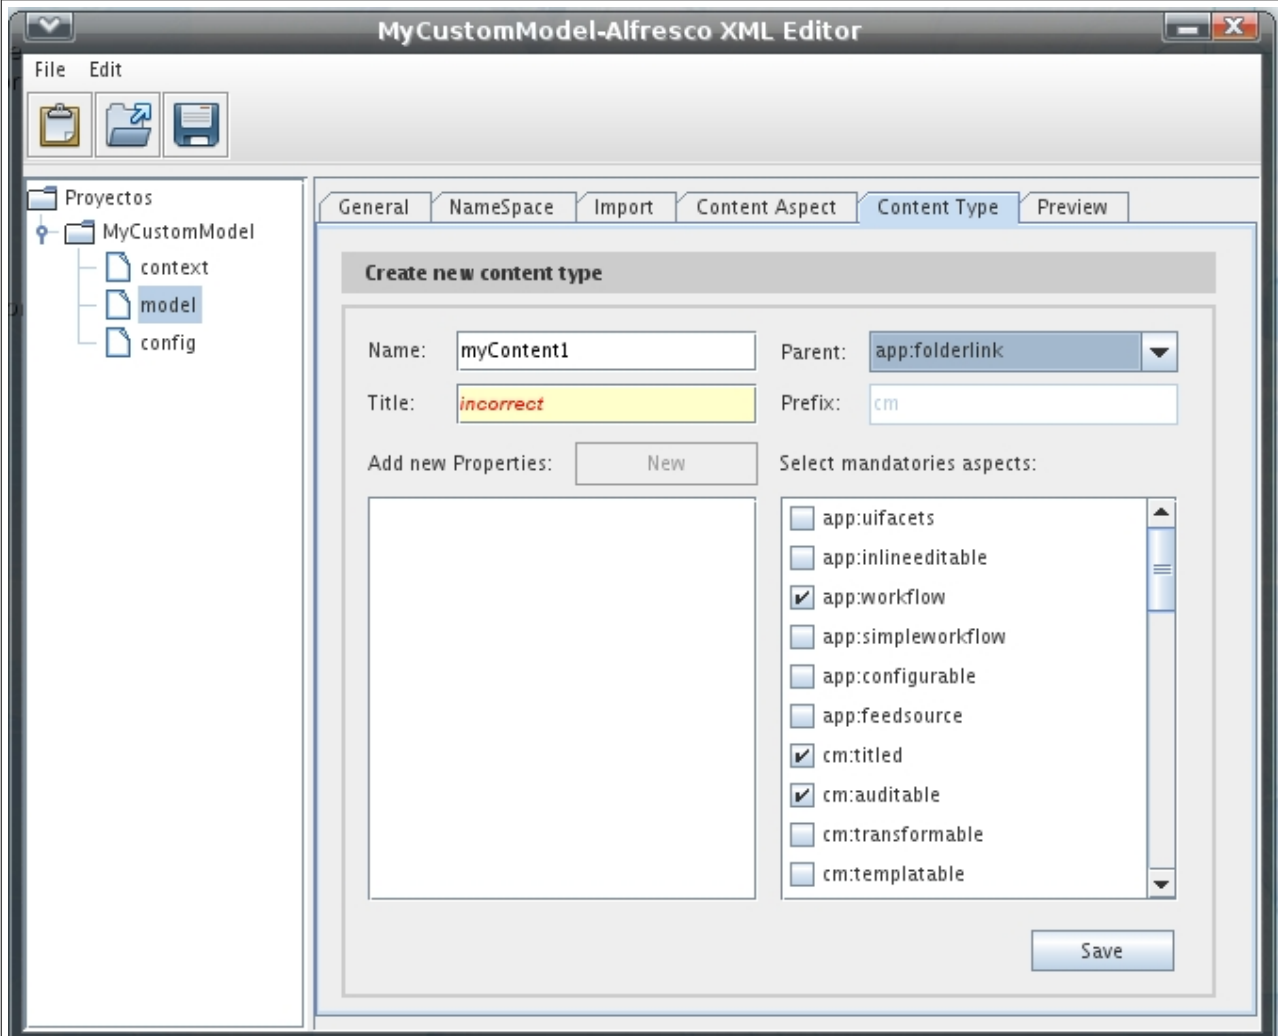 MyCustomModel-Alfresco XML Editor
File Edit
Proyectos
MyCustomModel
context
model
config
General NameSpace Import Content Aspect Content Type Preview
Create new content type
Name: myContent1 Parent: app:folderlink
Title: incorrect Prefix: cm
Add new Properties: New Select mandatories aspects:
app:uifacets
app:inlineeditable
app:workflow
app:simpleworkflow
app:configurable
app:feedsource
cm:titled
cm:auditable
cm:transformable
cm:templatable
Save